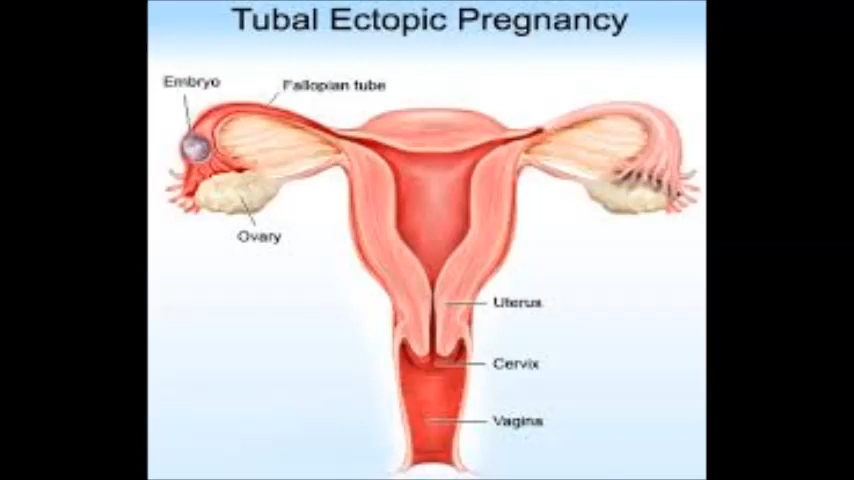 Tubal Ectopic Pregnancy
Embryo
Fallopian tube
Ovary
Uterus
Cervix
Vagina